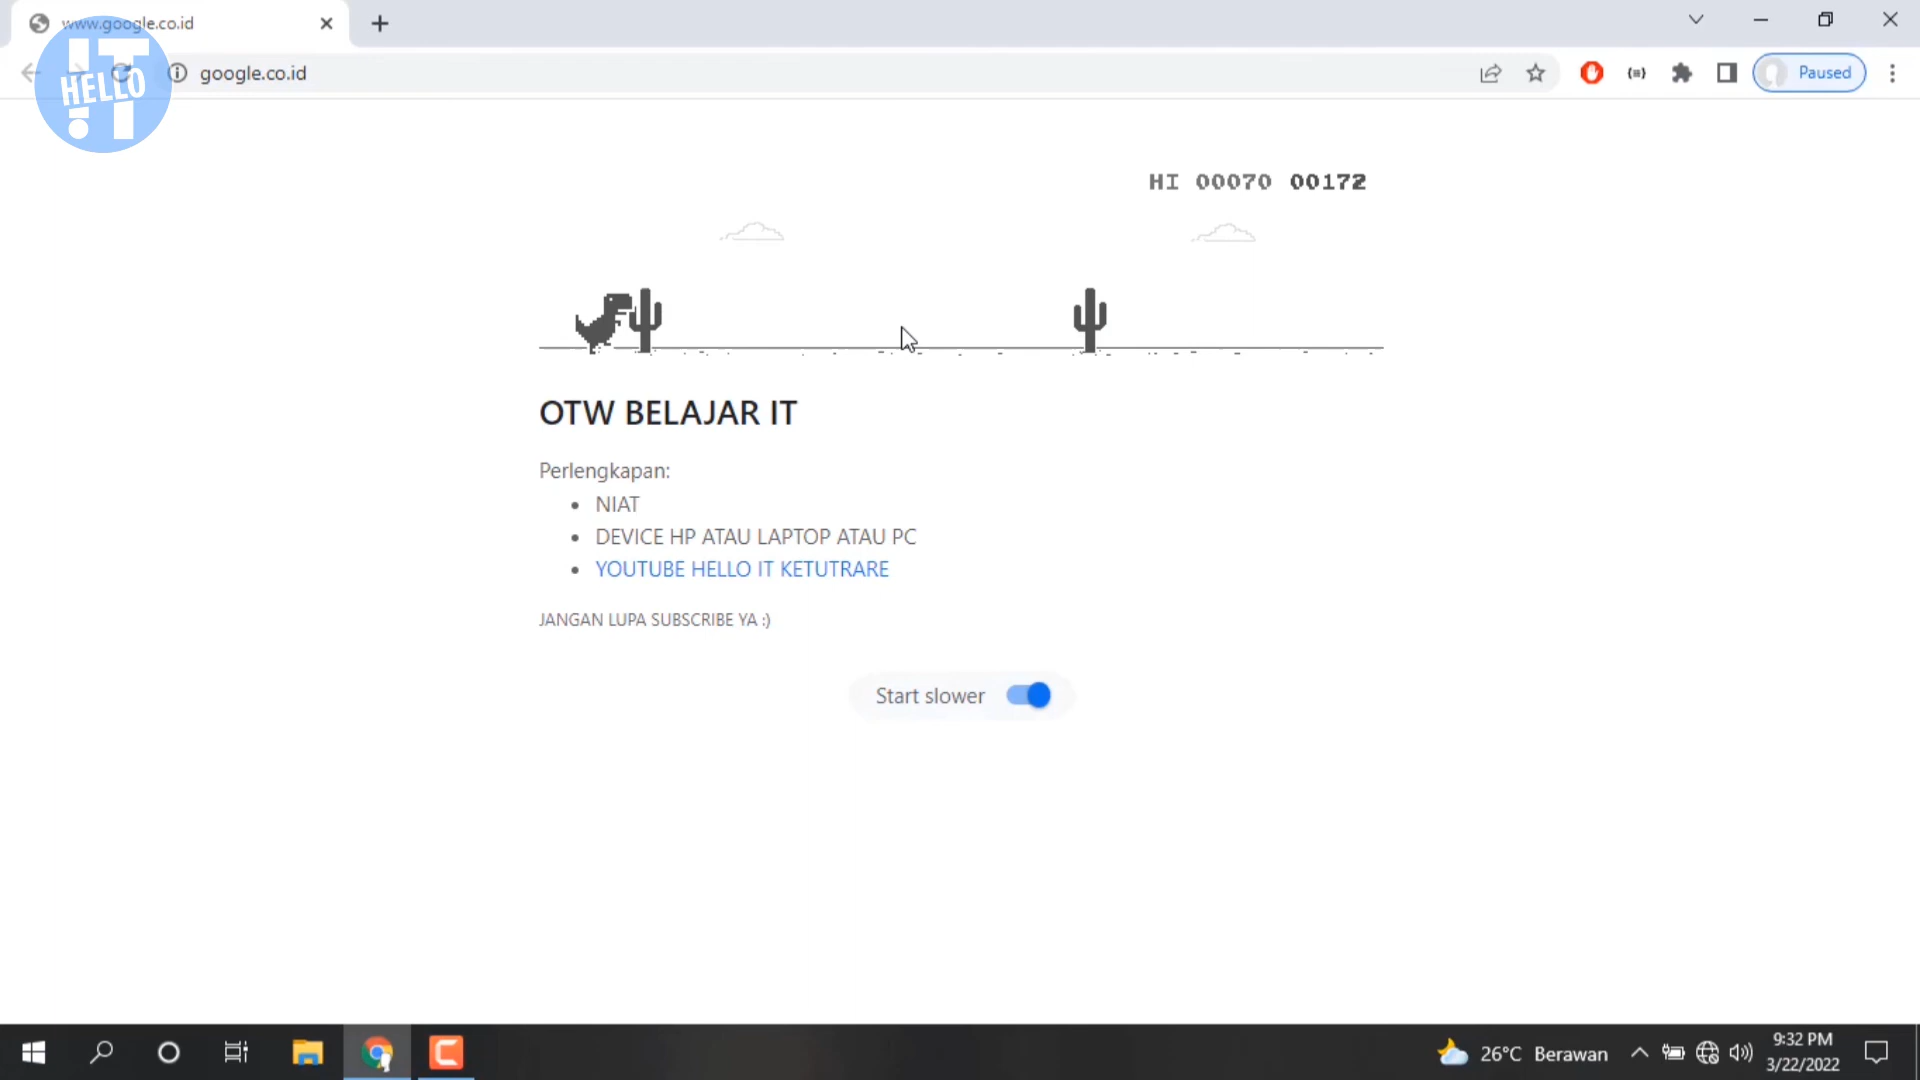 www.google.co.id
google.co.id
Paused
HELLO
IT
HI 00070 00172
OTW BELAJAR IT
Perlengkapan:
NIAT
DEVICE HP ATAU LAPTOP ATAU PC
YOUTUBE HELLO IT KETUTRARE
JANGAN LUPA SUBSCRIBE YA :)
Start slower
26°C Berawan
9:32 PM
3/22/2022